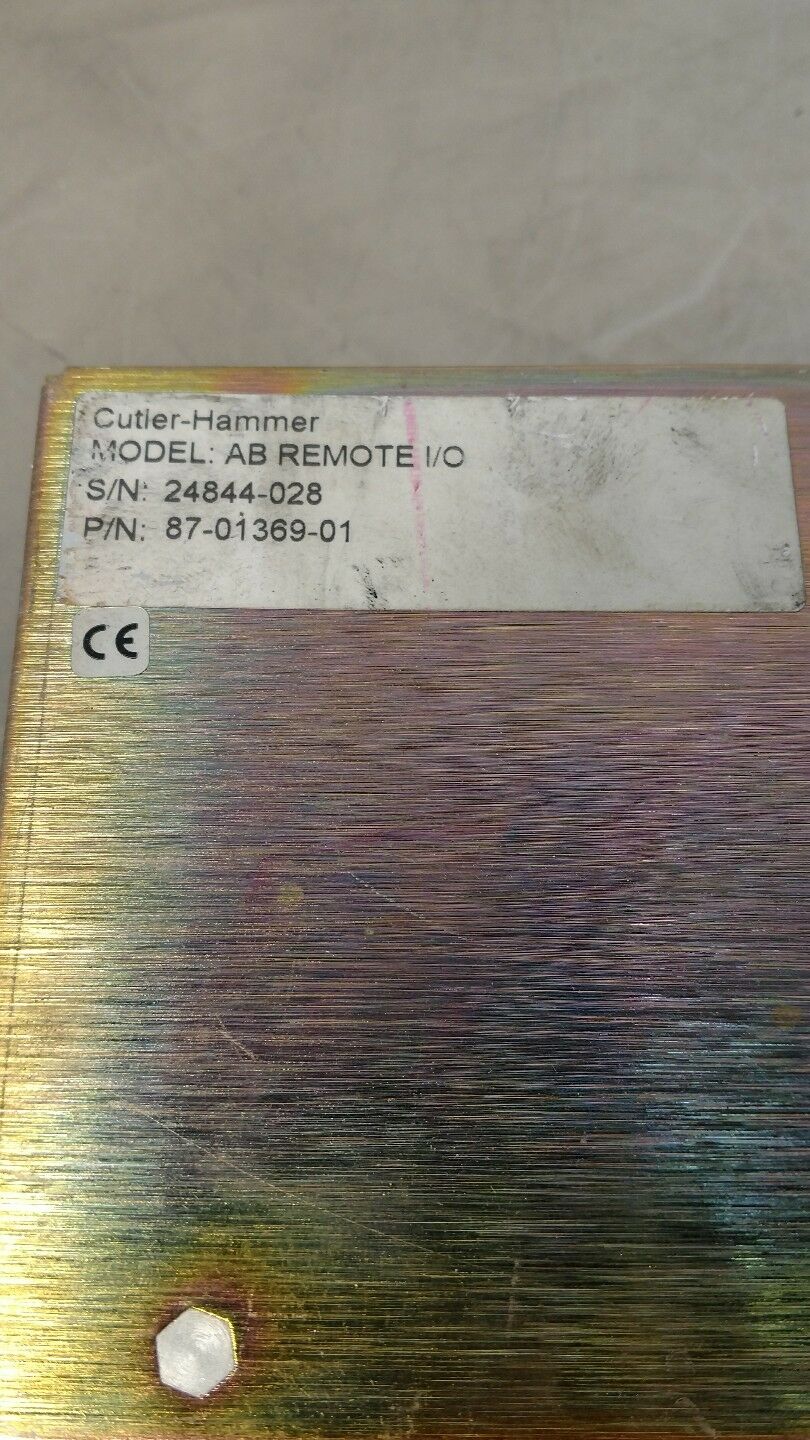 Cutler-Hammer
MODEL: AB REMOTE I/O
S/N: 24844-028
P/N: 87-01369-01
CE